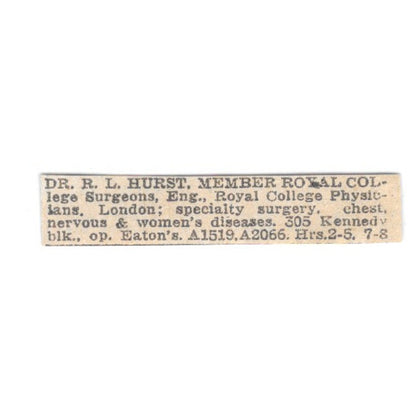 DR. R. L. HURST, MEMBER ROYAL COL-
lege Surgeons, Eng., Royal College Physic-
ians, London; specialty surgery, chest,
nervous & women's diseases. 305 Kennedy
blk., op. Eaton's. A1519, A2066. Hrs. 2-5, 7-8